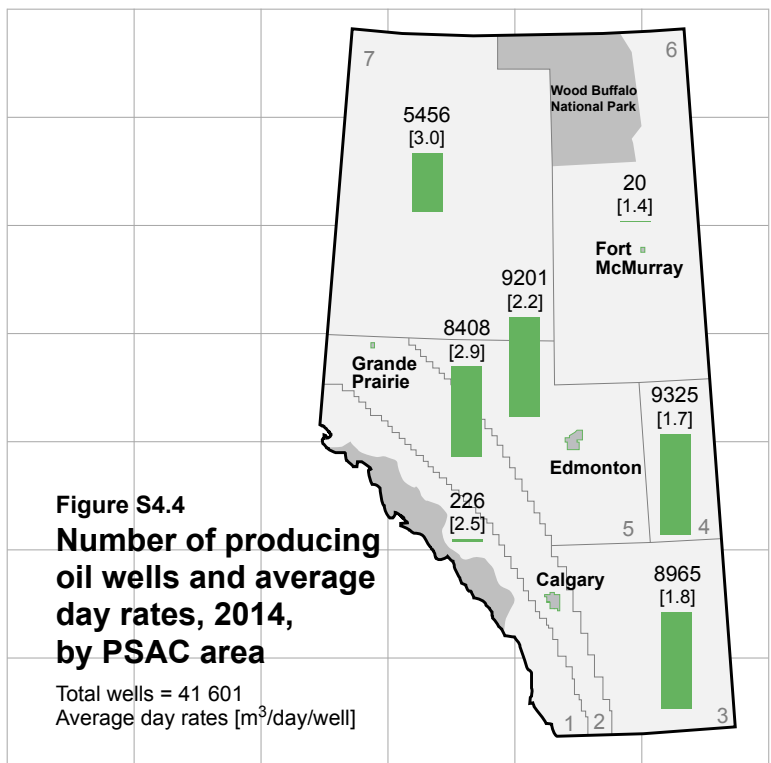 7
6
Wood Buffalo
National Park
5456
[3.0]
20
[1.4]
Fort
McMurray
9201
[2.2]
8408
[2.9]
Grande
Prairie
9325
[1.7]
Edmonton
226
[2.5]
5
4
Calgary
8965
[1.8]
1
2
3
Figure S4.4
Number of producing
oil wells and average
day rates, 2014,
by PSAC area
Total wells = 41 601
Average day rates [m³/day/well]